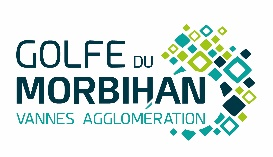 GOLFE DU
MORBIHAN
VANNES AGGLOMÉRATION